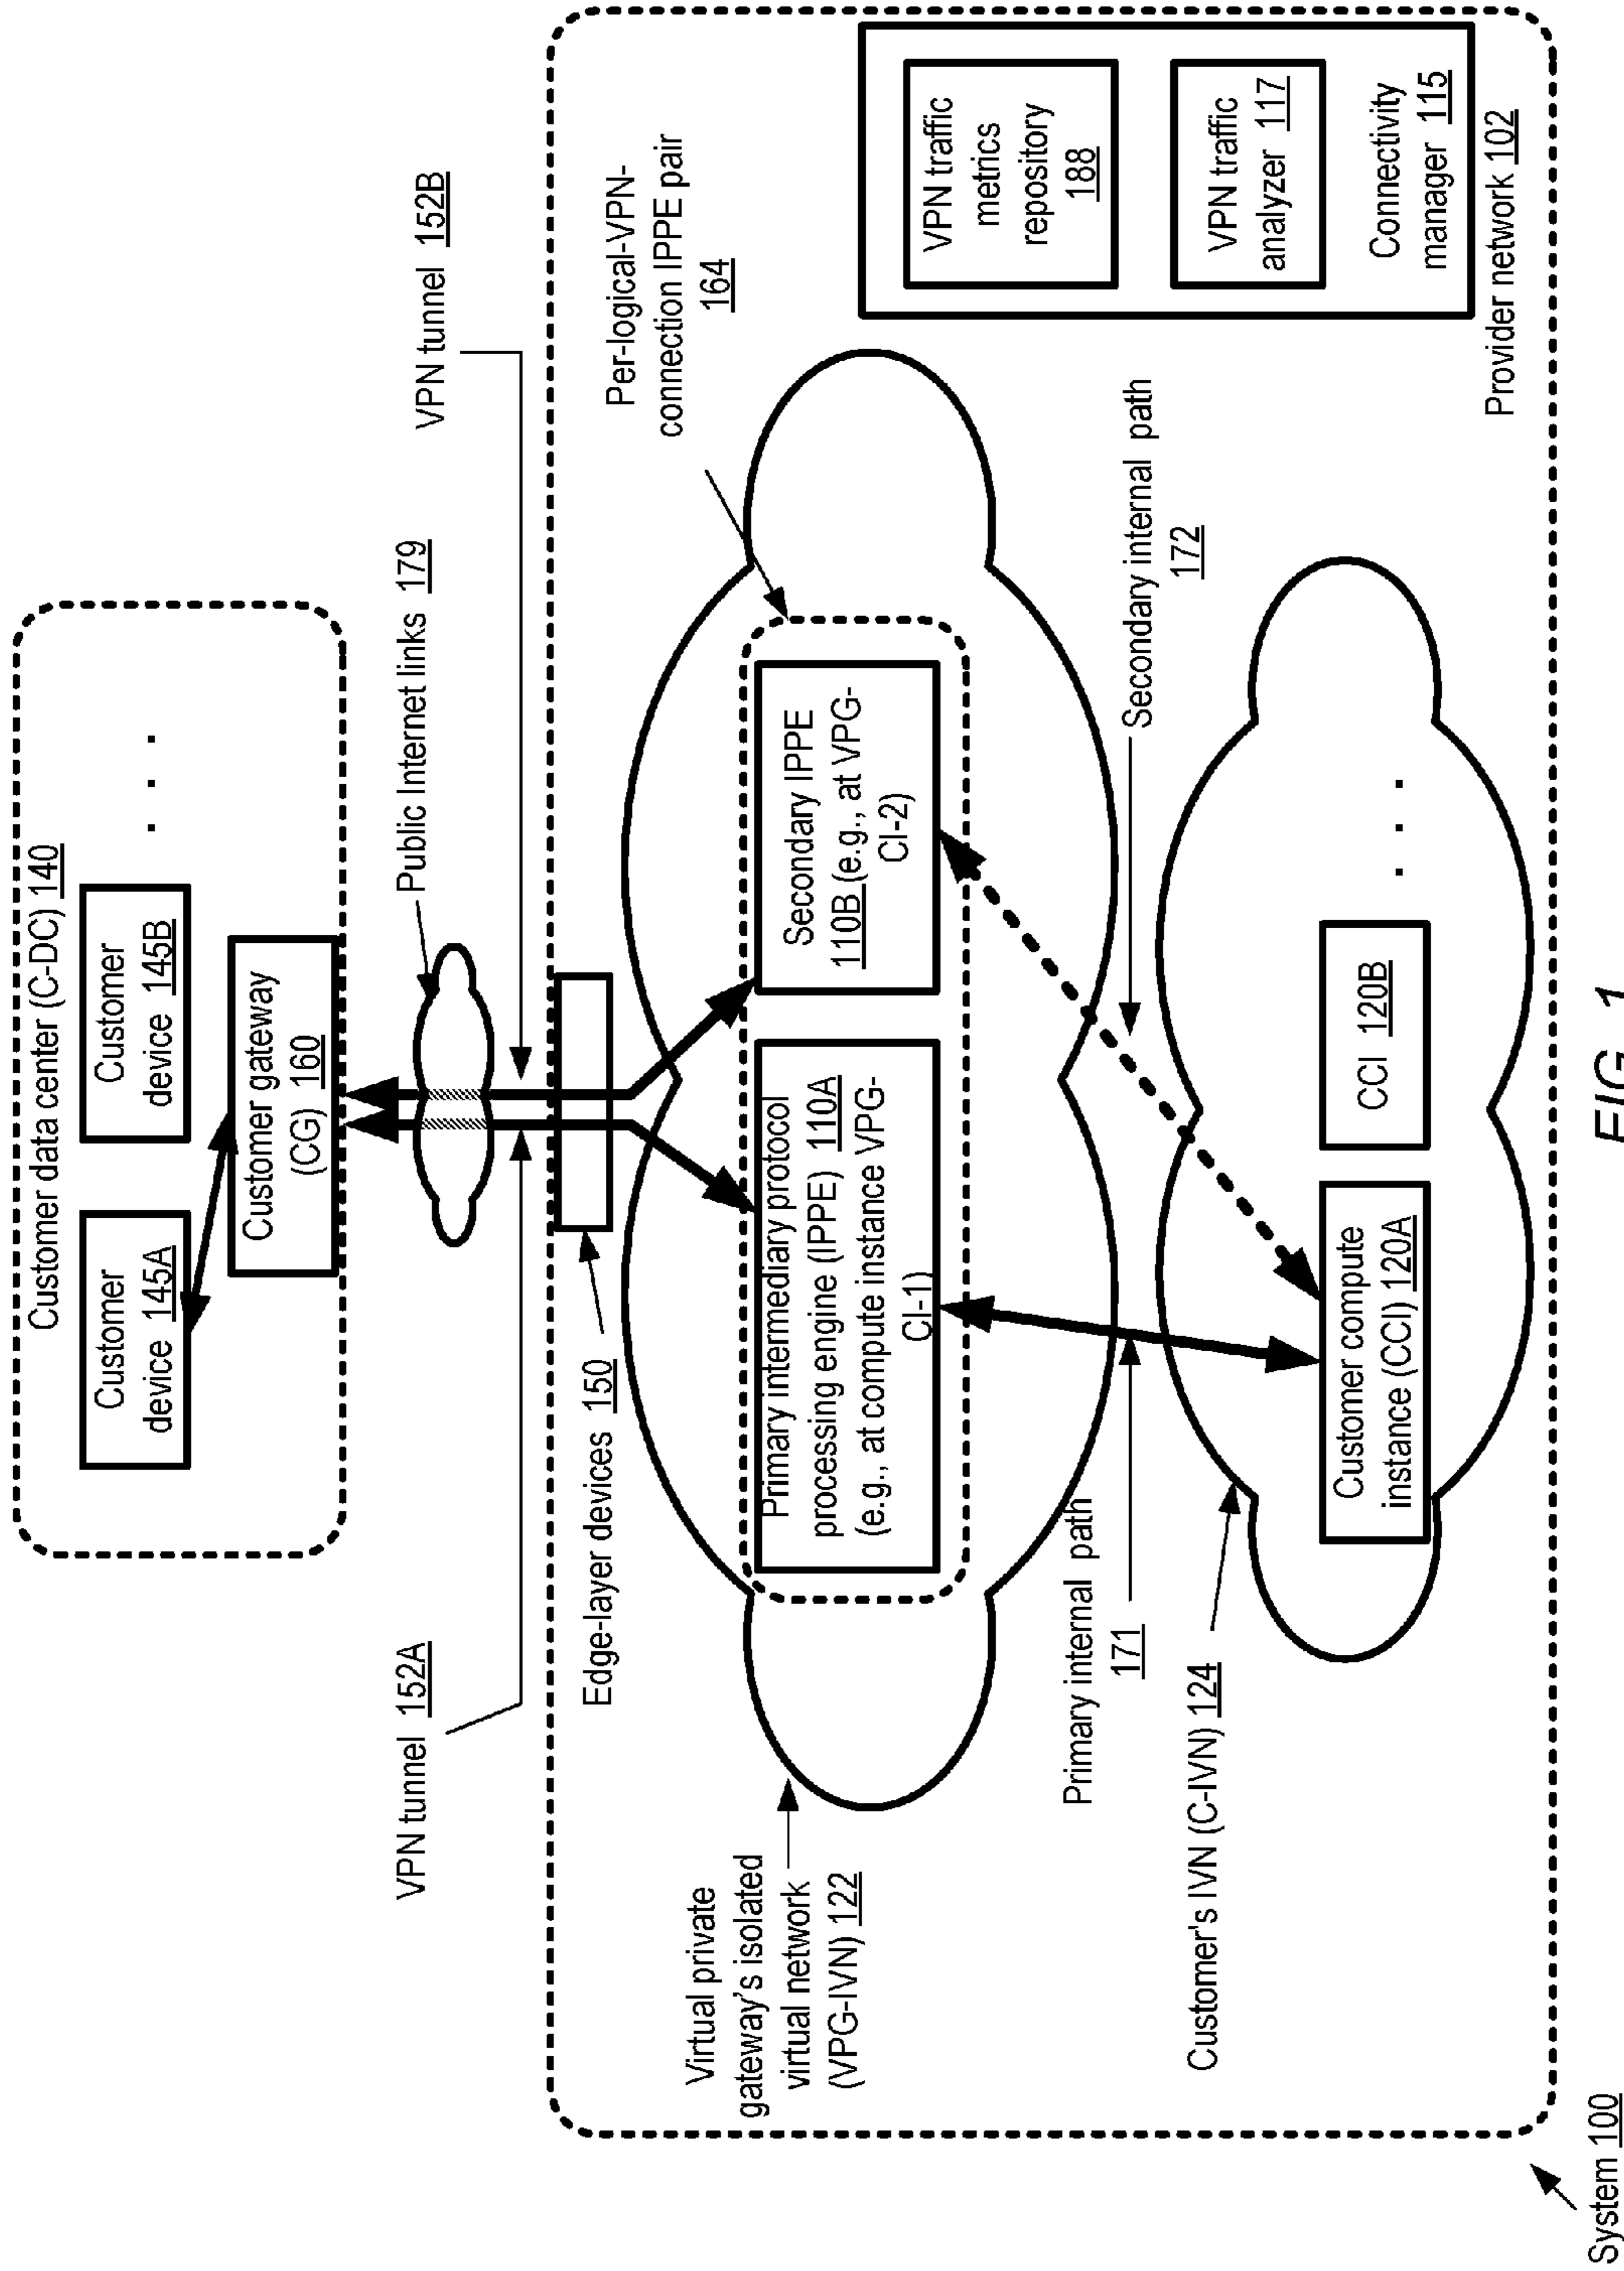 Customer data center (C-DC) 140
Customer
device 145A
Customer
device 145B
. . .
Customer gateway
(CG) 160
VPN tunnel 152A
Public Internet links 179
VPN tunnel 152B
Edge-layer devices 150
Per-logical-VPN-
connection IPPE pair
164
Virtual private
gateway’s isolated
virtual network
(VPG-IVN) 122
Primary intermediary protocol
processing engine (IPPE) 110A
(e.g., at compute instance VPG-
CI-1)
Secondary IPPE
110B (e.g., at VPG-
CI-2)
VPN traffic
metrics
repository
188
VPN traffic
analyzer 117
Connectivity
manager 115
Primary internal path
171
Secondary internal path
172
Customer's IVN (C-IVN) 124
Customer compute
instance (CCI) 120A
CCI 120B
. . .
Provider network 102
System 100
FIG. 1